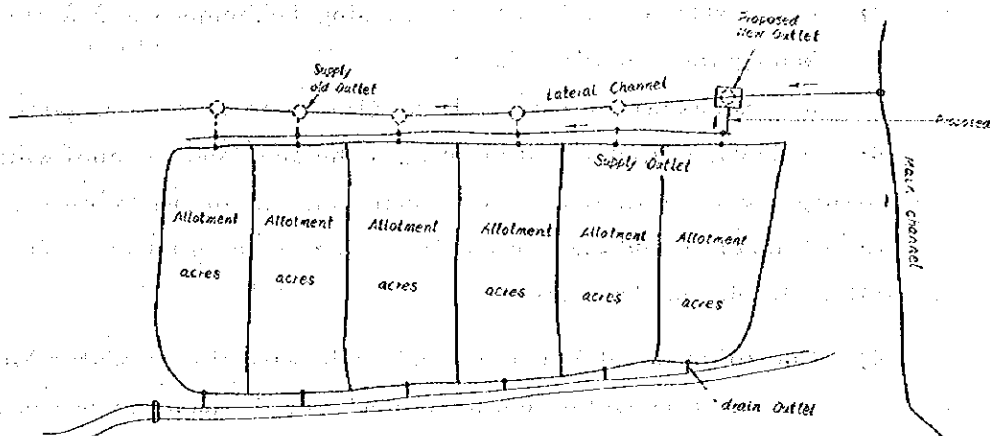 Proposed
New Outlet
Supply
old Outlet
Lateral Channel
Proposed
Supply Outlet
Main Channel
Allotment
acres
Allotment
acres
Allotment
acres
Allotment
acres
Allotment
acres
Allotment
acres
drain Outlet